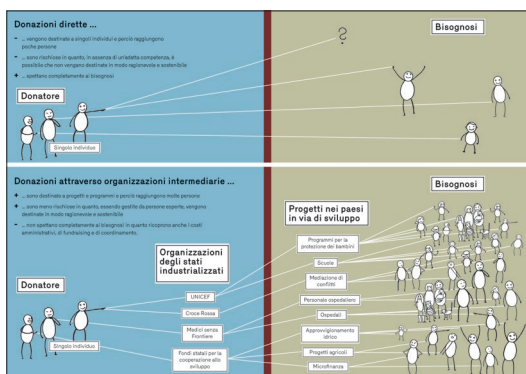 Donazioni dirette ...
- ... vengono destinate a singoli individui e perciò raggiungono
poche persone
- ... sono rischiose in quanto, in assenza di un'adatta competenza, è
possibile che non vengano destinate in modo ragionevole e sostenibile
+ ... spettano completamente ai bisognosi
Donatore
Singolo individuo
?
Bisognosi
Donazioni attraverso organizzazioni intermediarie ...
+ ... sono destinate a progetti e programmi e perciò raggiungono molte persone
+ ... sono meno rischiose in quanto, essendo gestite da persone esperte, vengono
destinate in modo ragionevole e sostenibile
- ... non spettano completamente ai bisognosi in quanto ricoprono anche i costi
amministrativi, di fundraising e di coordinamento.
Donatore
Singolo individuo
Organizzazioni
degli stati
industrializzati
UNICEF
Croce Rossa
Medici senza
Frontiere
Fondi statali per la
cooperazione allo
sviluppo
Progetti nei paesi
in via di sviluppo
Programmi per la
protezione dei bambini
Scuole
Mediazione di
conflitti
Personale ospedaliero
Ospedali
Approvvigionamento
idrico
Progetti agricoli
Microfinanza
Bisognosi